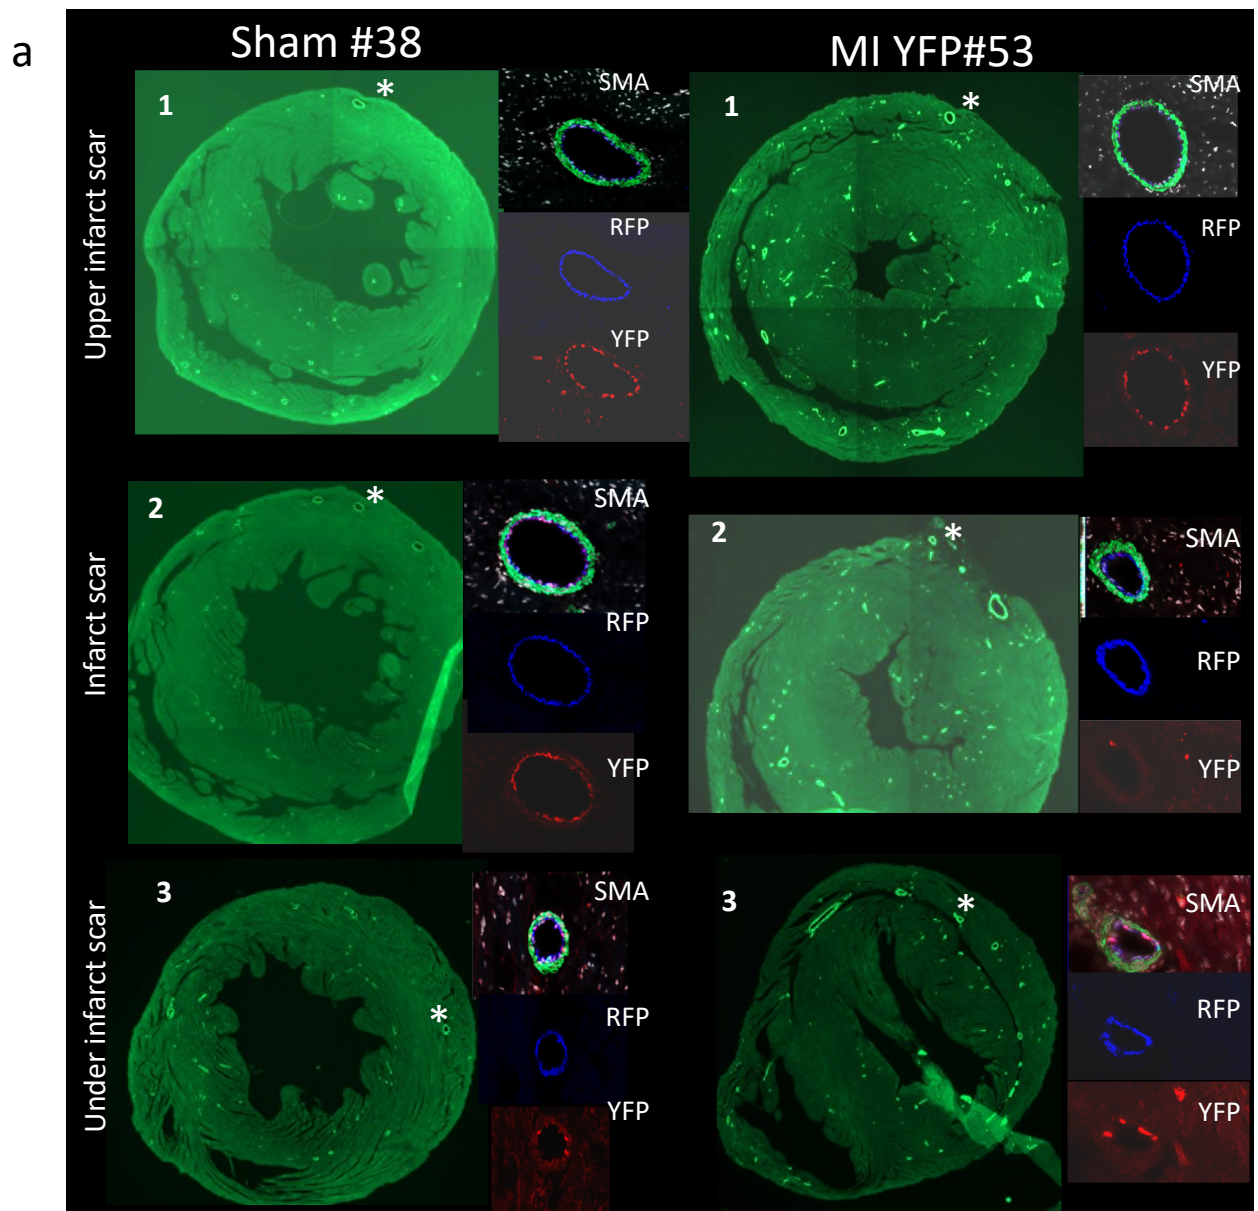 a
Sham #38
MI YFP#53
Upper infarct scar
1
*
SMA
RFP
YFP
1
*
SMA
RFP
YFP
Infarct scar
2
*
SMA
RFP
YFP
2
*
SMA
RFP
YFP
Under infarct scar
3
*
SMA
RFP
YFP
3
*
SMA
RFP
YFP